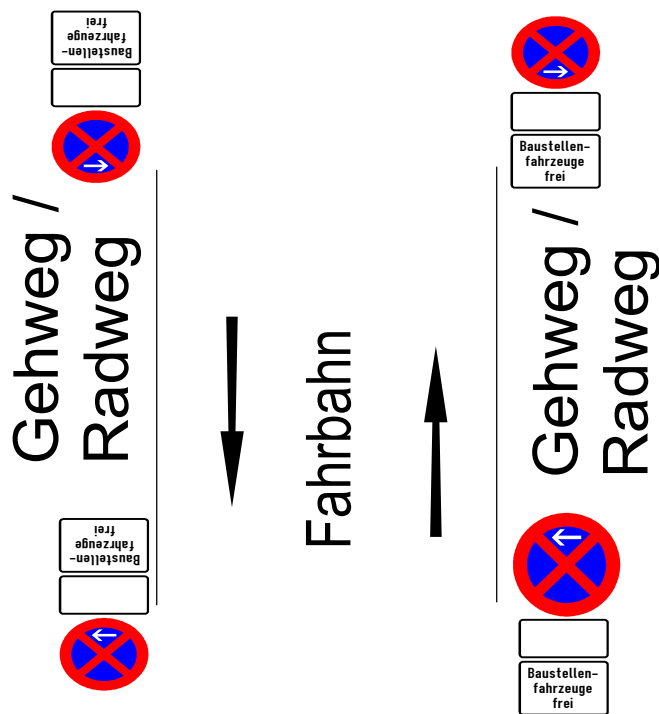 Baustellen-
fahrzeuge
frei
Baustellen-
fahrzeuge
frei
Gehweg /
Radweg
Fahrbahn
Gehweg /
Radweg
Baustellen-
fahrzeuge
frei
Baustellen-
fahrzeuge
frei